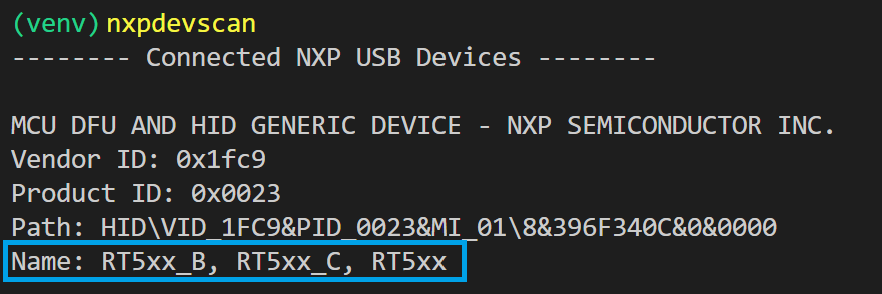 (venv) nxpdevscan
-------- Connected NXP USB Devices --------
MCU DFU AND HID GENERIC DEVICE - NXP SEMICONDUCTOR INC.
Vendor ID: 0x1fc9
Product ID: 0x0023
Path: HID\VID_1FC9&PID_0023&MI_01\8&396F340C&0&0000
Name: RT5xx_B, RT5xx_C, RT5xx